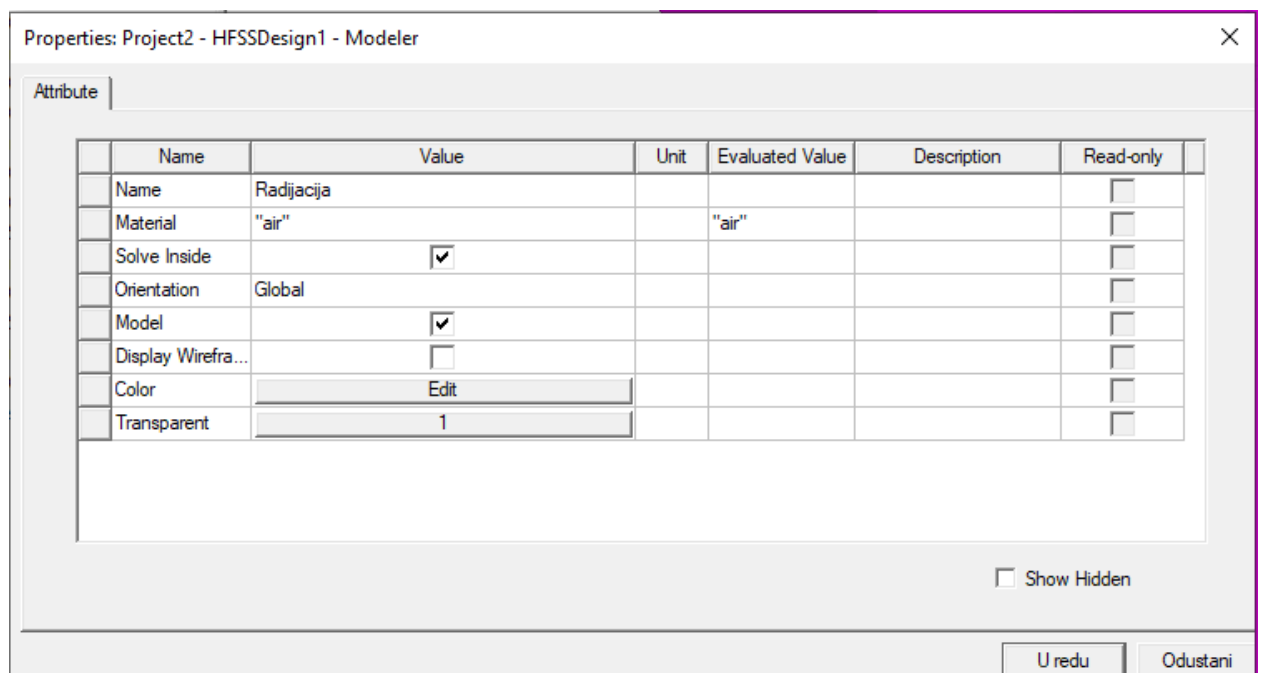 Properties: Project2 - HFSSDesign1 - Modeler
Attribute
Name Value Unit Evaluated Value Description Read-only
Name Radijacija
Material "air" "air"
Solve Inside
Orientation Global
Model
Display Wirefra...
Color Edit
Transparent 1
Show Hidden
U redu Odustani